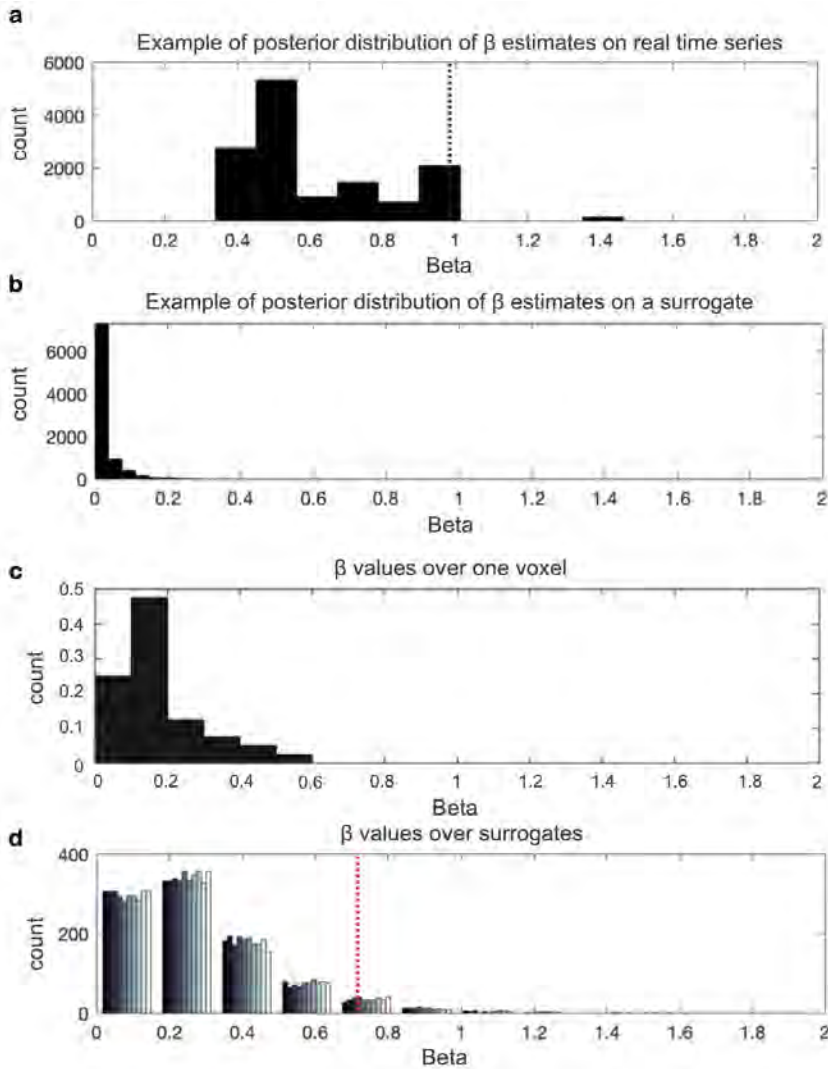 a
Example of posterior distribution of β estimates on real time series
6000
4000
2000
0
count
0 0.2 0.4 0.6 0.8 1 1.2 1.4 1.6 1.8 2
Beta
b
Example of posterior distribution of β estimates on a surrogate
6000
4000
2000
0
count
0 0.2 0.4 0.6 0.8 1 1.2 1.4 1.6 1.8 2
Beta
c
β values over one voxel
0.5
0.4
0.3
0.2
0.1
0
count
0 0.2 0.4 0.6 0.8 1 1.2 1.4 1.6 1.8 2
Beta
d
β values over surrogates
400
200
0
count
0 0.2 0.4 0.6 0.8 1 1.2 1.4 1.6 1.8 2
Beta